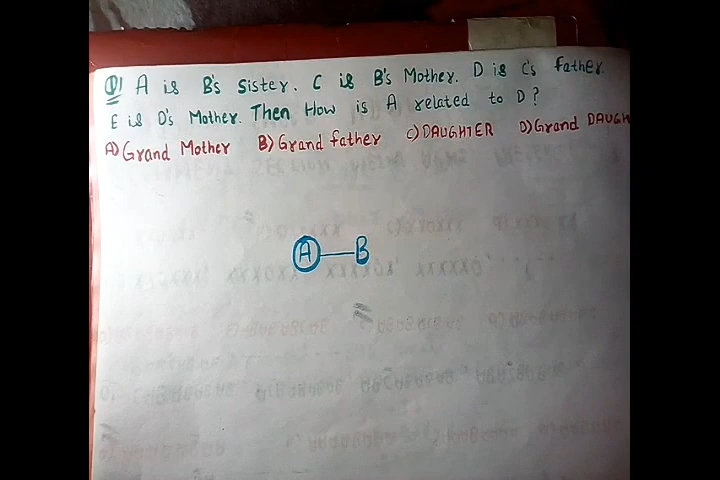 Q1 A is B's Sister. C is B's Mother. D is C's father.
E is D's Mother. Then How is A related to D?
A) Grand Mother B) Grand father C) DAUGHTER D) Grand DAUGH
A — B